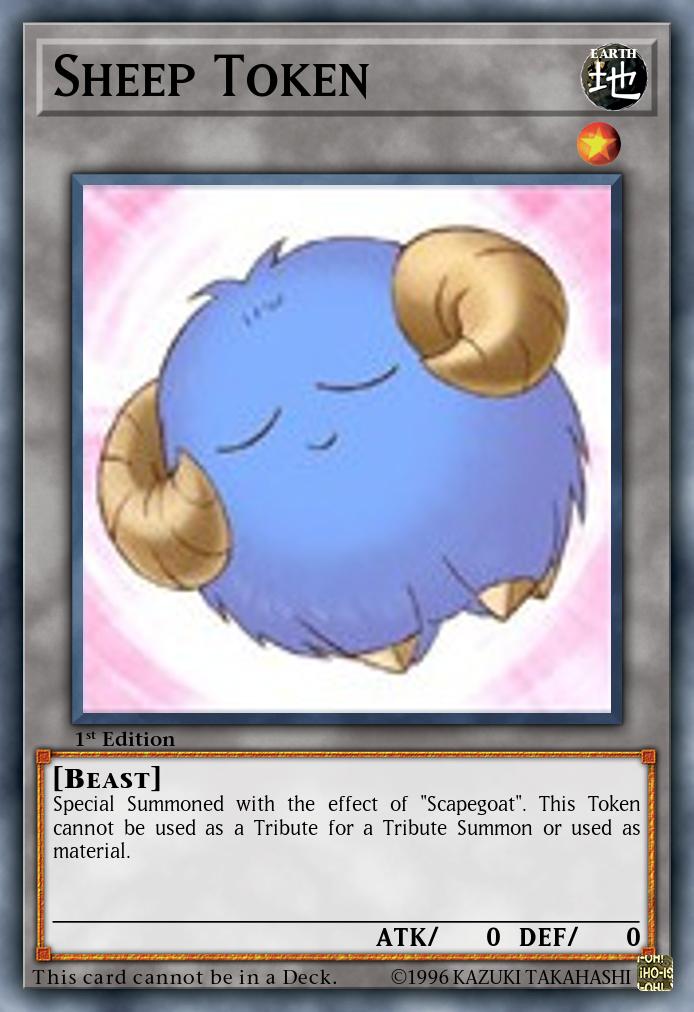 Sheep Token
EARTH
地
1st Edition
[Beast]
Special Summoned with the effect of "Scapegoat". This Token
cannot be used as a Tribute for a Tribute Summon or used as
material.
ATK/ 0 DEF/ 0
This card cannot be in a Deck. ©1996 KAZUKI TAKAHASHI